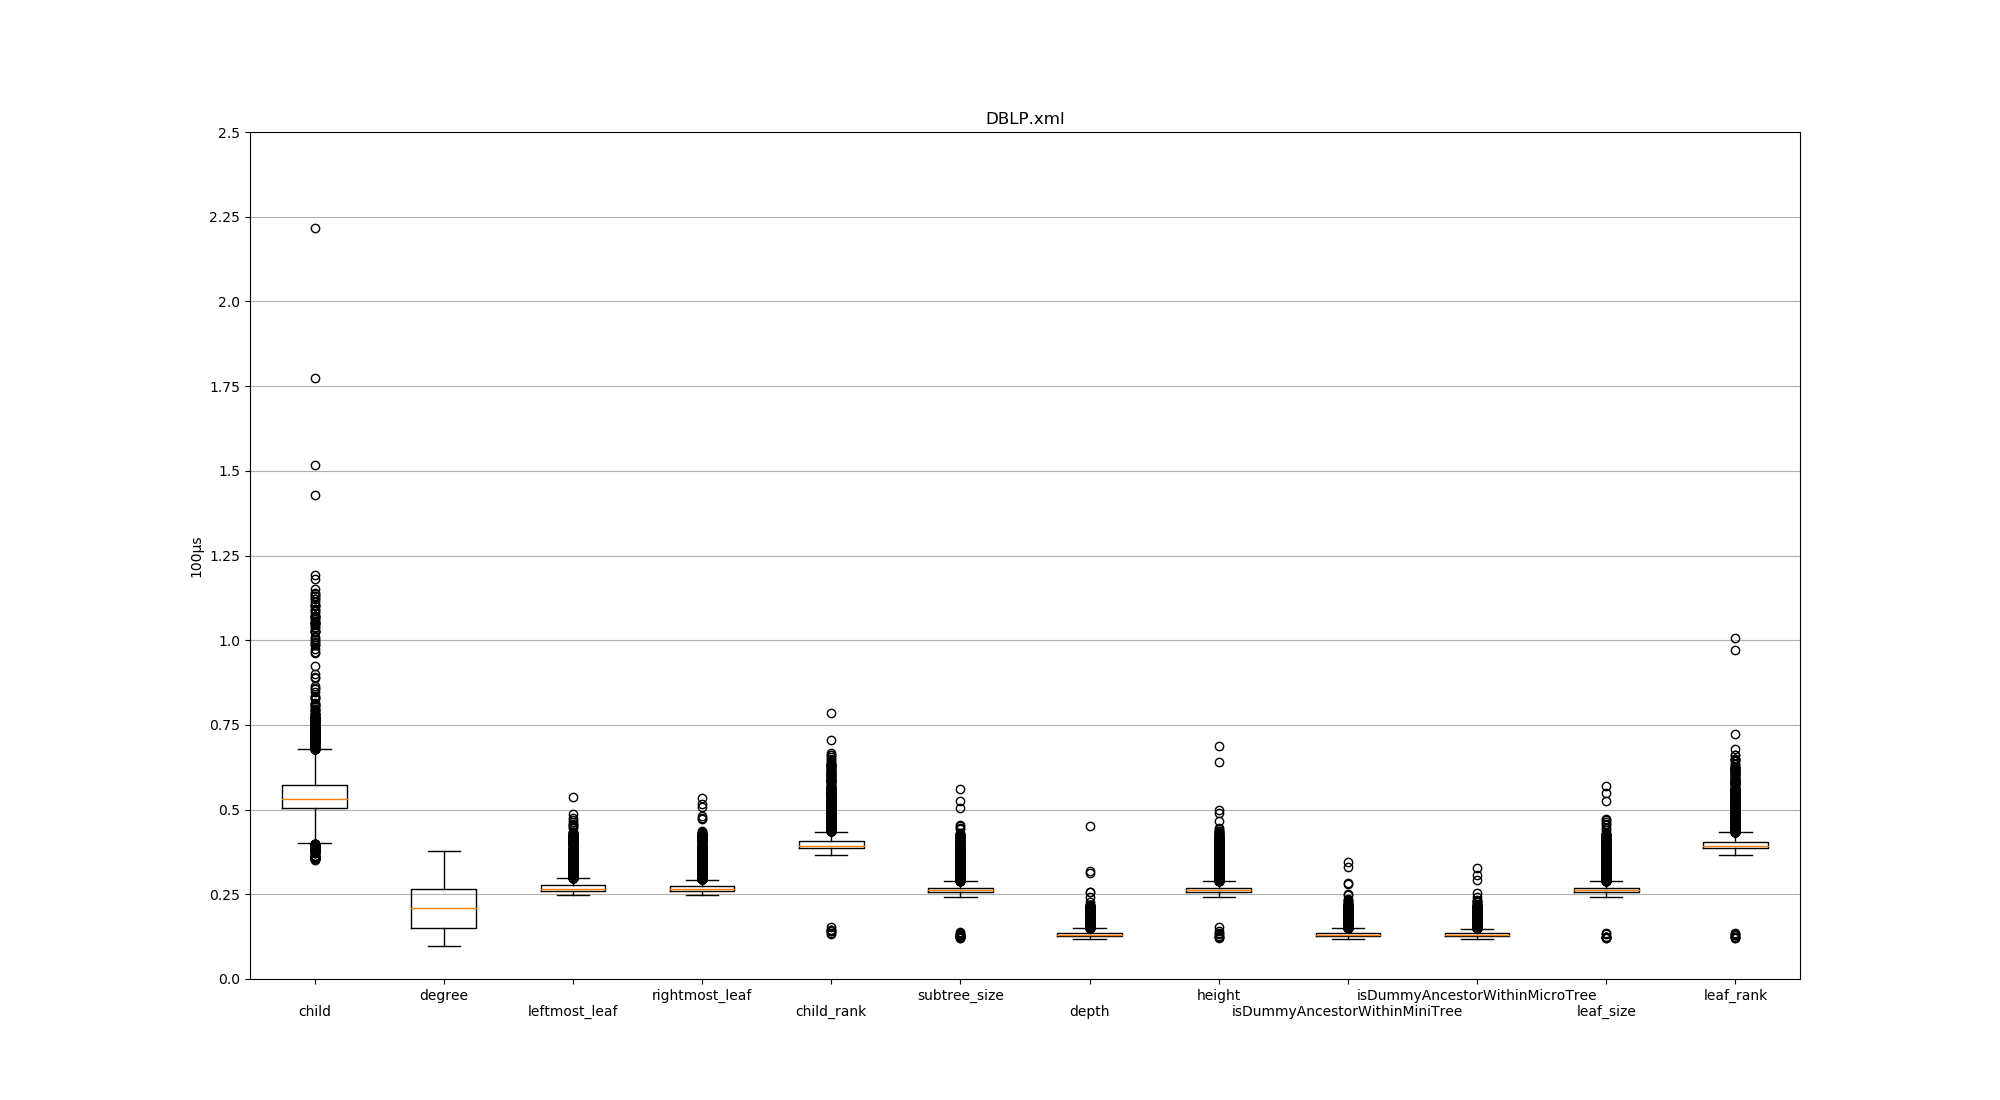 DBLP.xml
2.5
2.25
2.0
1.75
1.5
1.25
1.0
0.75
0.5
0.25
0.0
100µs
degree rightmost_leaf subtree_size height isDummyAncestorWithinMicroTree leaf_rank
child leftmost_leaf child_rank depth isDummyAncestorWithinMiniTree leaf_size